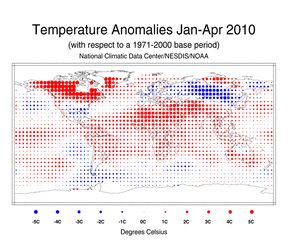 Temperature Anomalies Jan-Apr 2010
(with respect to a 1971-2000 base period)
National Climatic Data Center/NESDIS/NOAA
-5C -4C -3C -2C -1C 0C 1C 2C 3C 4C 5C
Degrees Celsius